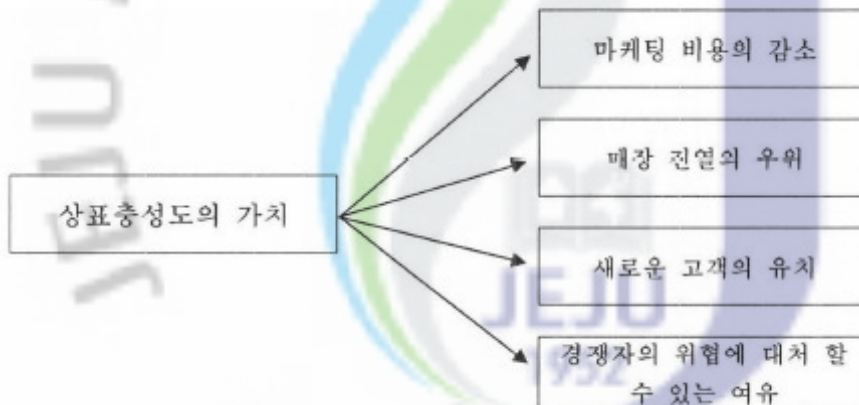 마케팅 비용의 감소
매장 진열의 우위
상표충성도의 가치
새로운 고객의 유치
경쟁자의 위협에 대처 할
수 있는 여유
JEJU
JEJU
1952